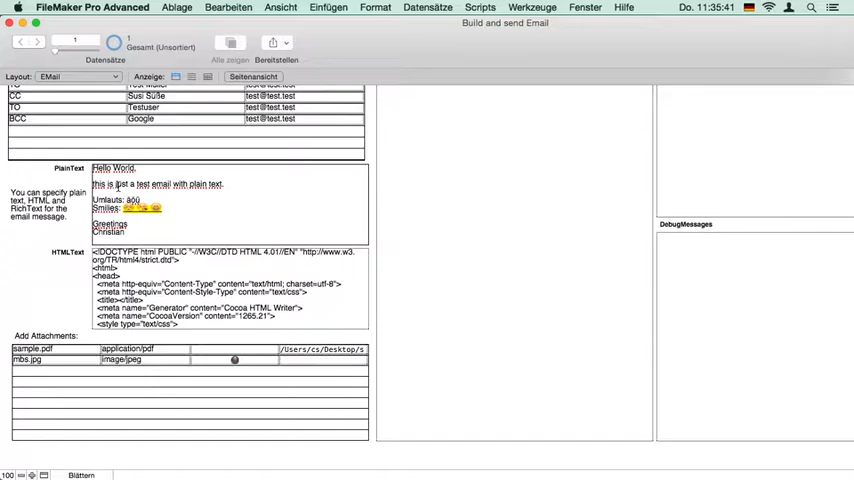 FileMaker Pro Advanced Ablage Bearbeiten Ansicht Einfügen Format Datensätze Scripts Werkzeuge Fenster Hilfe Do. 11:35:41
Build and send Email
1
1
Gesamt (Unsortiert)
Datensätze Alle zeigen Bereitstellen
Layout: EMail Anzeige: Seitenansicht
CC Susi Süße test@test.test
TO Testuser test@test.test
BCC Google test@test.test
PlainText
Hello World,
this is just a test email with plain text.
Umlauts: äöü
Smilies: 😊😘😄
Greetings
Christian
You can specify plain
text, HTML and
RichText for the
email message.
HTMLText
<!DOCTYPE html PUBLIC "-//W3C//DTD HTML 4.01//EN" "http://www.w3.
org/TR/html4/strict.dtd">
<html>
<head>
<meta http-equiv="Content-Type" content="text/html; charset=utf-8">
<meta http-equiv="Content-Style-Type" content="text/css">
<title></title>
<meta name="Generator" content="Cocoa HTML Writer">
<meta name="CocoaVersion" content="1265.21">
<style type="text/css">
DebugMessages
Add Attachments:
sample.pdf application/pdf /Users/cs/Desktop/s
mbs.jpg image/jpeg
100 Blättern